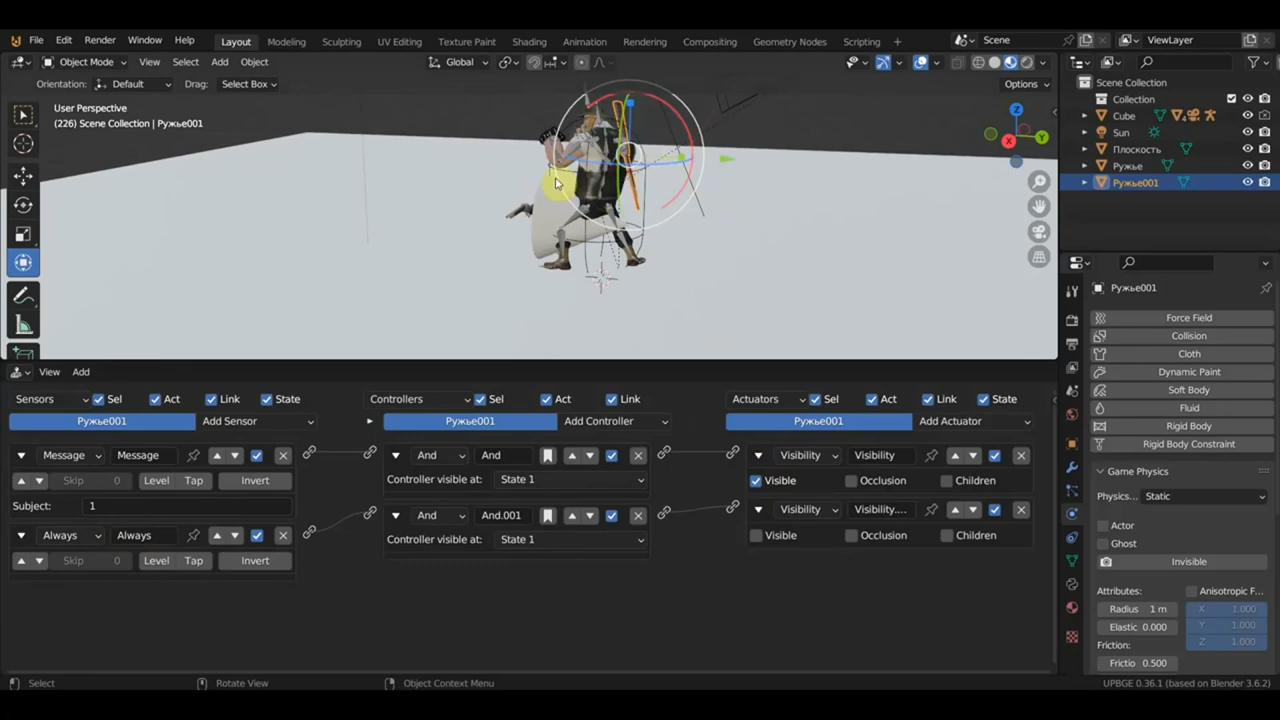 File Edit Render Window Help Layout Modeling Sculpting UV Editing Texture Paint Shading Animation Rendering Compositing Geometry Nodes Scripting + Scene ViewLayer
Object Mode View Select Add Object Global
Orientation: Default Drag: Select Box Options
User Perspective
(226) Scene Collection | Ружье001
Z
X
Y
Scene Collection
Collection
Cube
Sun
Плоскость
Ружье
Ружье001
Ружье001
Force Field
Collision
Cloth
Dynamic Paint
Soft Body
Fluid
Rigid Body
Rigid Body Constraint
Game Physics
Physics... Static
Actor
Ghost
Invisible
Attributes: Anisotropic F...
Radius 1 m X 1.000
Elastic 0.000 Y 1.000
Friction: Z 1.000
Frictio 0.500
View Add
Sensors Sel Act Link State Controllers Sel Act Link Actuators Sel Act Link State
Ружье001 Add Sensor Ружье001 Add Controller Ружье001 Add Actuator
Message Message And And Visibility Visibility
Skip 0 Level Tap Invert Controller visible at: State 1 Visible Occlusion Children
Subject: 1 And And.001 Visibility Visibility....
Always Always Controller visible at: State 1 Visible Occlusion Children
Skip 0 Level Tap Invert
Select Rotate View Object Context Menu UPBGE 0.36.1 (based on Blender 3.6.2)